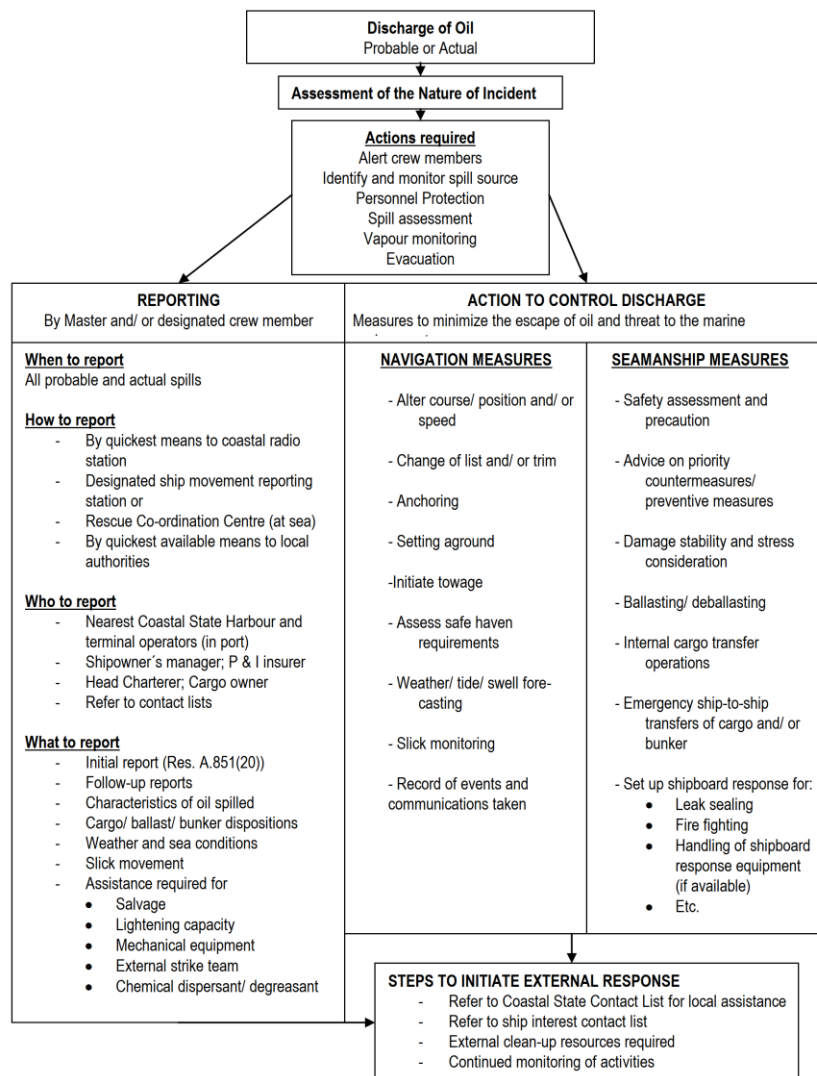 Discharge of Oil
Probable or Actual
Assessment of the Nature of Incident
Actions required
Alert crew members
Identify and monitor spill source
Personnel Protection
Spill assessment
Vapour monitoring
Evacuation
REPORTING
By Master and/ or designated crew member
When to report
All probable and actual spills
How to report
- By quickest means to coastal radio
station
- Designated ship movement reporting
station or
- Rescue Co-ordination Centre (at sea)
- By quickest available means to local
authorities
Who to report
- Nearest Coastal State Harbour and
terminal operators (in port)
- Shipowner´s manager; P & I insurer
- Head Charterer; Cargo owner
- Refer to contact lists
What to report
- Initial report (Res. A.851(20))
- Follow-up reports
- Characteristics of oil spilled
- Cargo/ ballast/ bunker dispositions
- Weather and sea conditions
- Slick movement
- Assistance required for
• Salvage
• Lightening capacity
• Mechanical equipment
• External strike team
• Chemical dispersant/ degreasant
ACTION TO CONTROL DISCHARGE
Measures to minimize the escape of oil and threat to the marine
NAVIGATION MEASURES
- Alter course/ position and/ or
speed
- Change of list and/ or trim
- Anchoring
- Setting aground
-Initiate towage
- Assess safe haven
requirements
- Weather/ tide/ swell fore-
casting
- Slick monitoring
- Record of events and
communications taken
SEAMANSHIP MEASURES
- Safety assessment and
precaution
- Advice on priority
countermeasures/
preventive measures
- Damage stability and stress
consideration
- Ballasting/ deballasting
- Internal cargo transfer
operations
- Emergency ship-to-ship
transfers of cargo and/ or
bunker
- Set up shipboard response for:
• Leak sealing
• Fire fighting
• Handling of shipboard
response equipment
(if available)
• Etc.
STEPS TO INITIATE EXTERNAL RESPONSE
- Refer to Coastal State Contact List for local assistance
- Refer to ship interest contact list
- External clean-up resources required
- Continued monitoring of activities